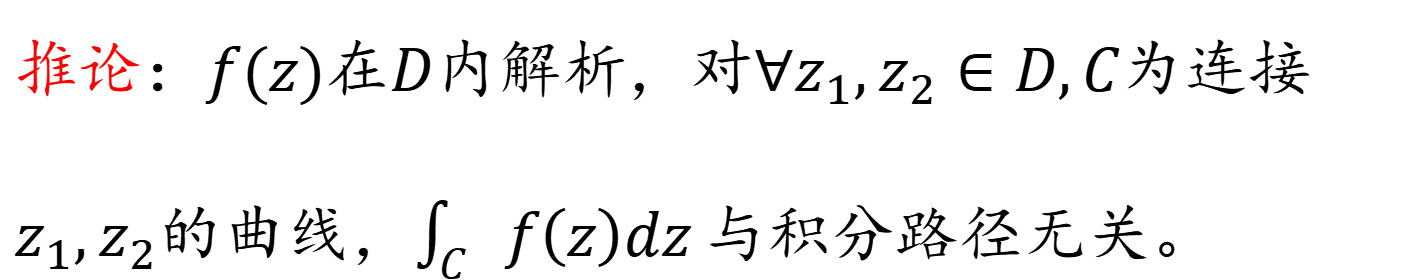 推论：f(z)在D内解析，对∀z₁,z₂ ∈ D,C为连接
z₁,z₂的曲线，∫_C f(z)dz 与积分路径无关。